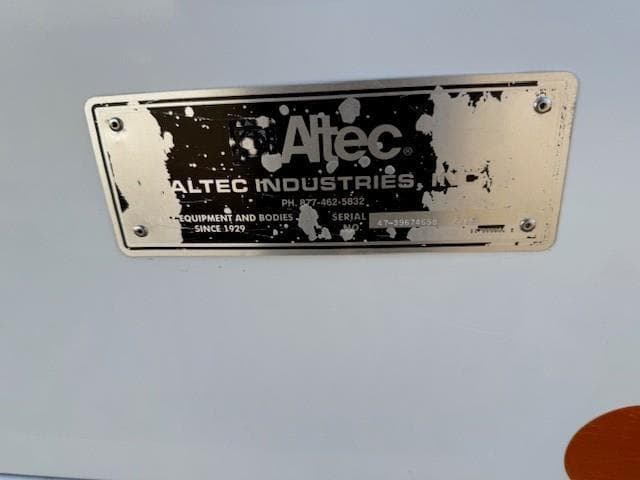 Altec®
ALTEC INDUSTRIES,
PH. 877-462-5832
EQUIPMENT AND BODIES SERIAL
SINCE 1929 NO.